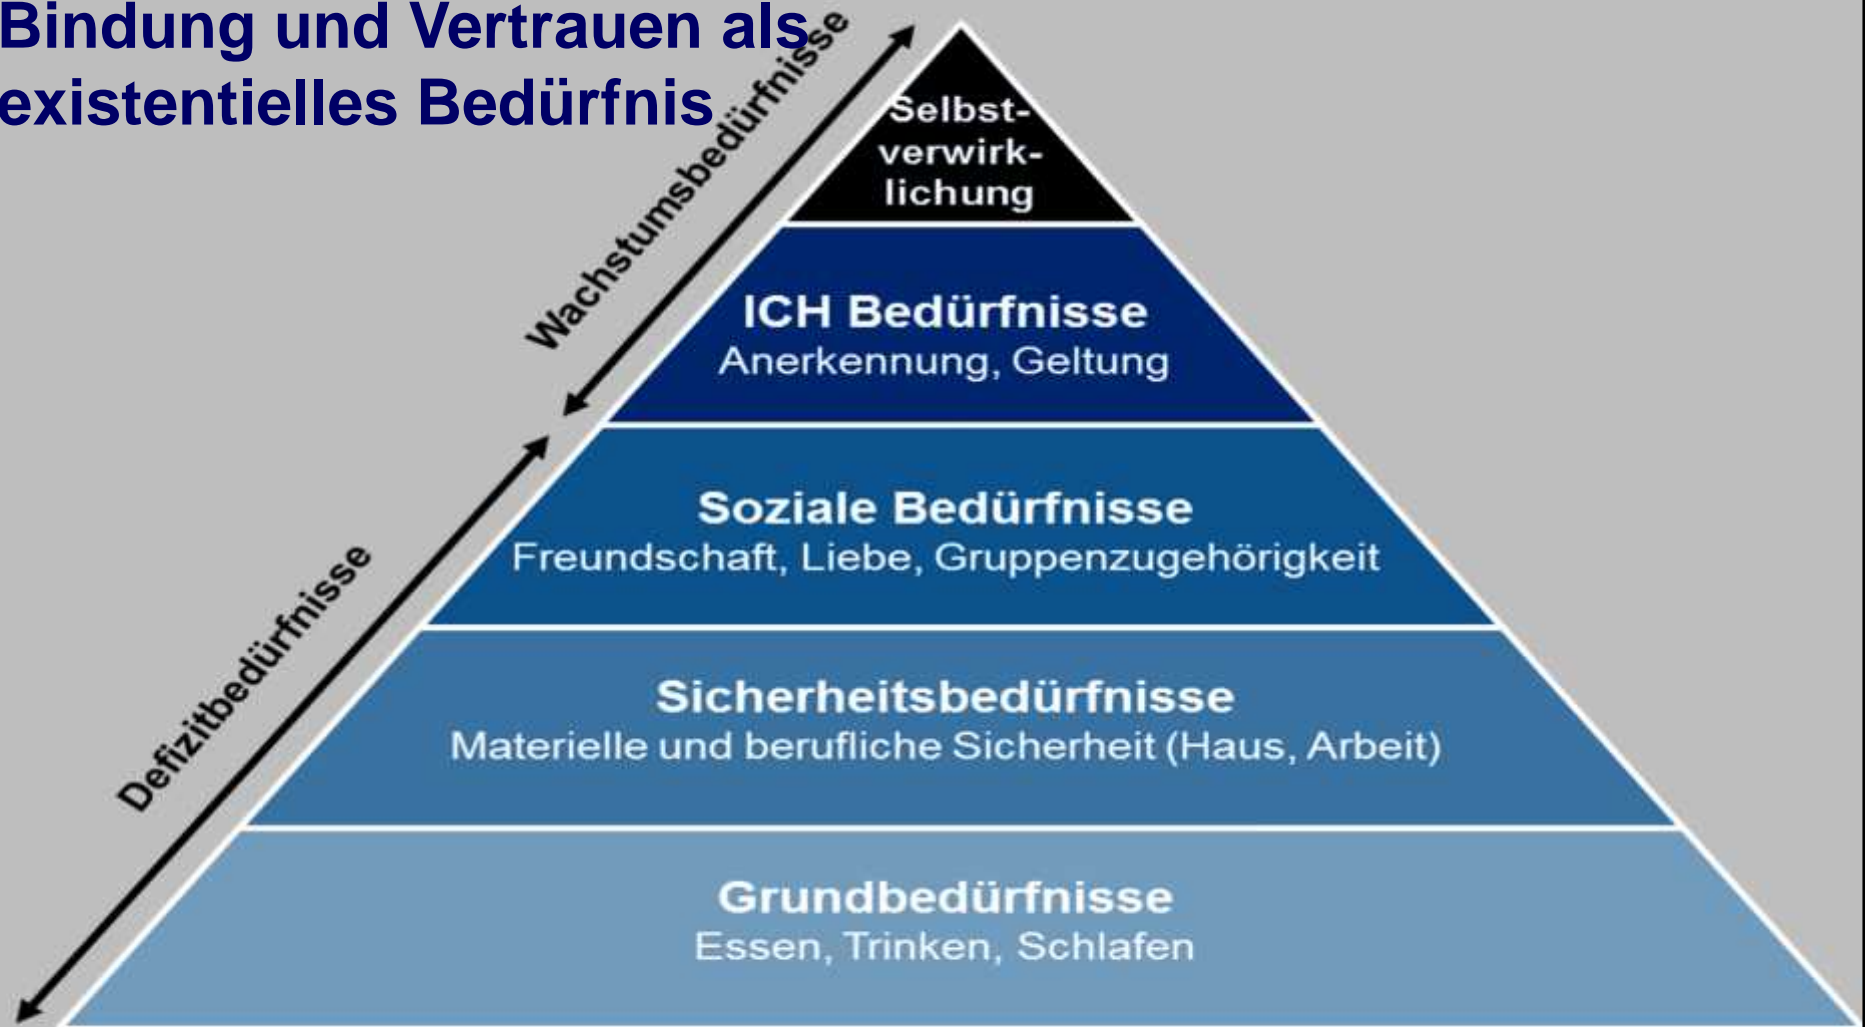 Bindung und Vertrauen als
existentielles Bedürfnis
Wachstumsbedürfnisse
Selbst-
verwirk-
lichung
ICH Bedürfnisse
Anerkennung, Geltung
Soziale Bedürfnisse
Freundschaft, Liebe, Gruppenzugehörigkeit
Defizitbedürfnisse
Sicherheitsbedürfnisse
Materielle und berufliche Sicherheit (Haus, Arbeit)
Grundbedürfnisse
Essen, Trinken, Schlafen